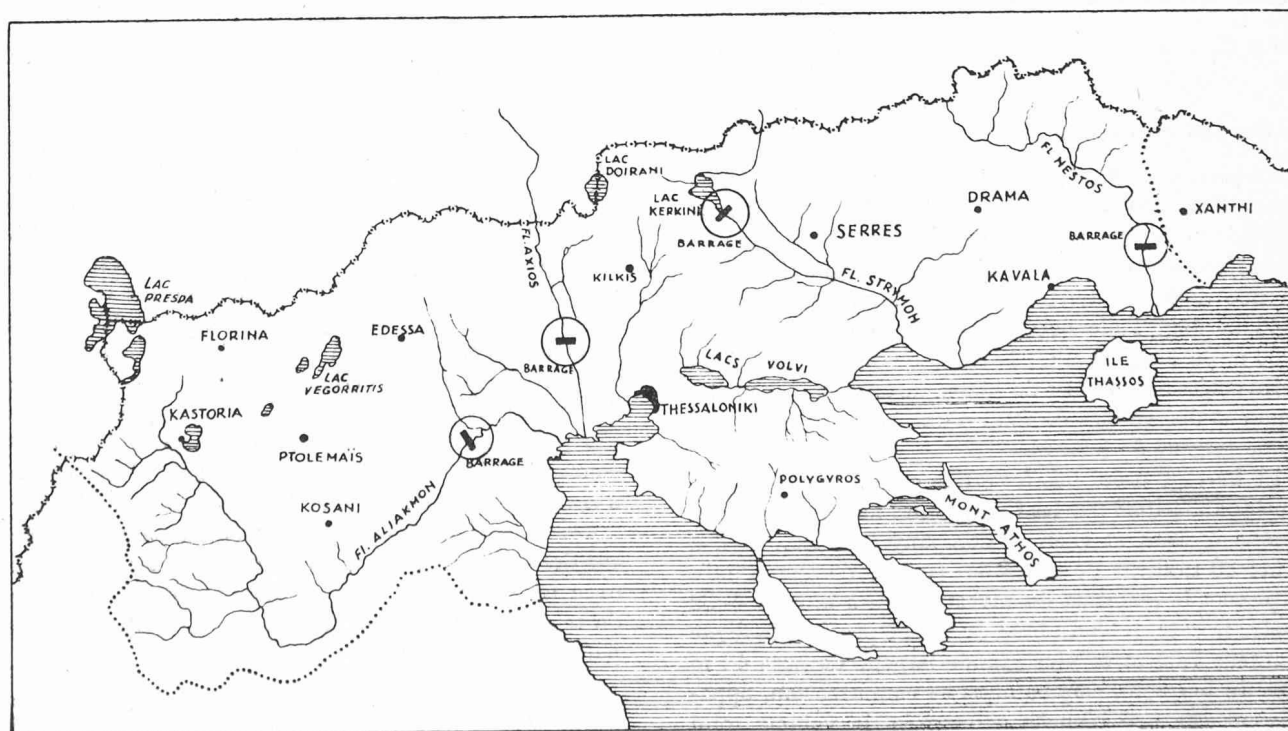 LAC
DOIRANI
FL. NESTOS
LAC
KERKINI
DRAMA
XANTHI
BARRAGE
SERRES
BARRAGE
FL. AXIOS
KILKIS
FL. STRYMON
KAVALA
LAC
PRESPA
FLORINA
EDESSA
LAC
VEGORRITIS
BARRAGE
LACS VOLVI
ILE
THASSOS
KASTORIA
THESSALONIKI
PTOLEMAÏS
BARRAGE
POLYGYROS
KOSANI
Fl. ALIAKMON
MONT ATHOS